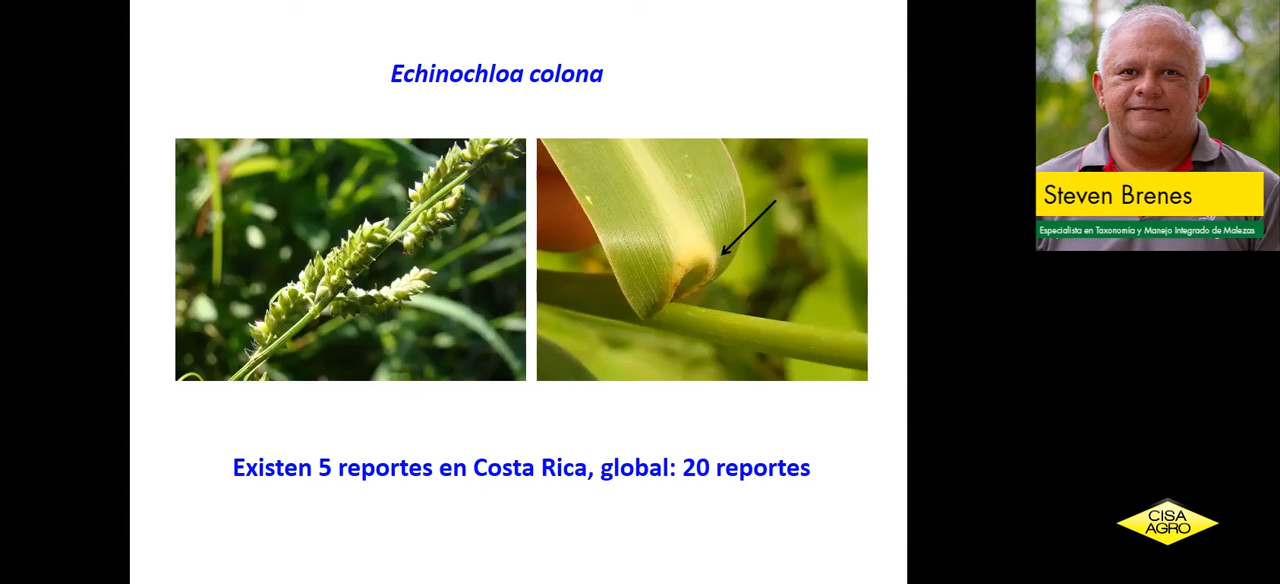 Echinochloa colona
Existen 5 reportes en Costa Rica, global: 20 reportes
Steven Brenes
Especialista en Taxonomía y Manejo Integrado de Malezas
CISA
AGRO